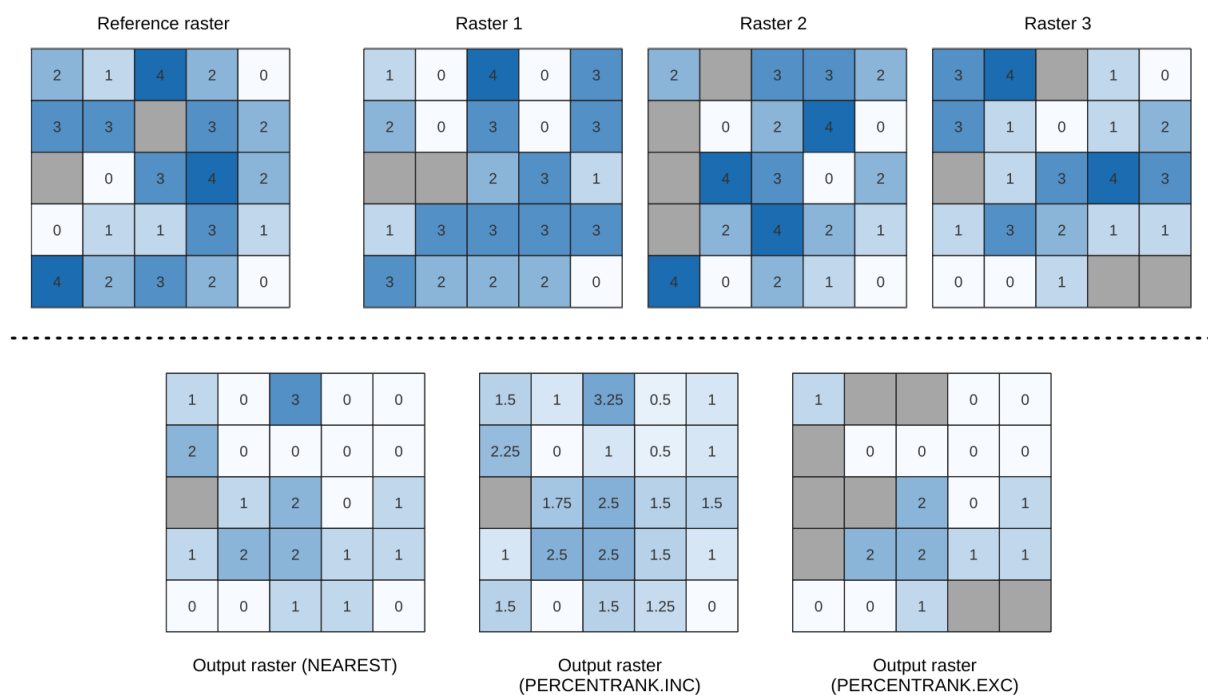 Reference raster Raster 1 Raster 2 Raster 3
2 1 4 2 0 1 0 4 0 3 2 3 3 2 3 4 1 0
3 3 3 2 2 0 3 0 3 0 2 4 0 3 1 0 1 2
0 3 4 2 2 3 1 4 3 0 2 1 3 4 3
0 1 1 3 1 1 3 3 3 3 2 4 2 1 1 3 2 1 1
4 2 3 2 0 3 2 2 2 0 4 0 2 1 0 0 0 1
1 0 3 0 0 1.5 1 3.25 0.5 1 1 0 0
2 0 0 0 0 2.25 0 1 0.5 1 0 0 0 0
1 2 0 1 1.75 2.5 1.5 1.5 2 0 1
1 2 2 1 1 1 2.5 2.5 1.5 1 2 2 1 1
0 0 1 1 0 1.5 0 1.5 1.25 0 0 0 1
Output raster (NEAREST) Output raster Output raster
(PERCENTRANK.INC) (PERCENTRANK.EXC)